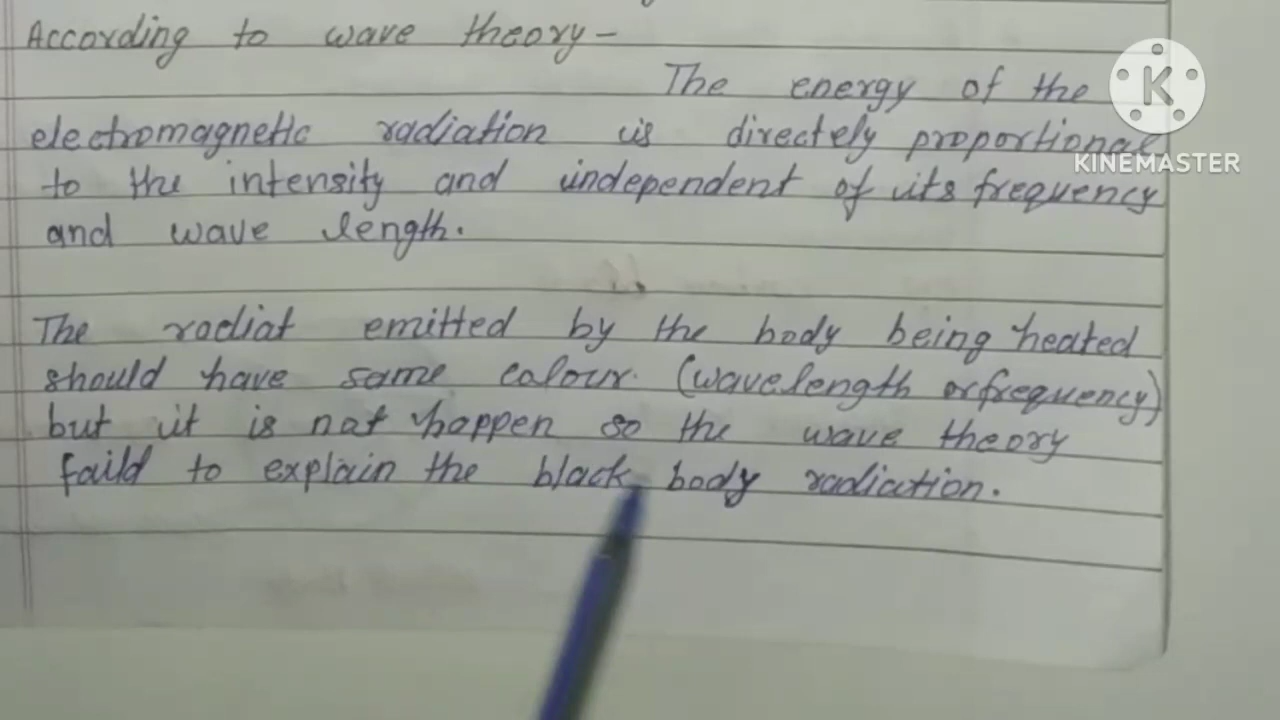 According to wave theory-
The energy of the
electromagnetic radiation is directely proportional
to the intensity and independent of its frequency
and wave length.
The radiat emitted by the body being heated
should have same colour. (wavelength or frequency)
but it is not happen so the wave theory
faild to explain the black body radiation.
K
KINEMASTER